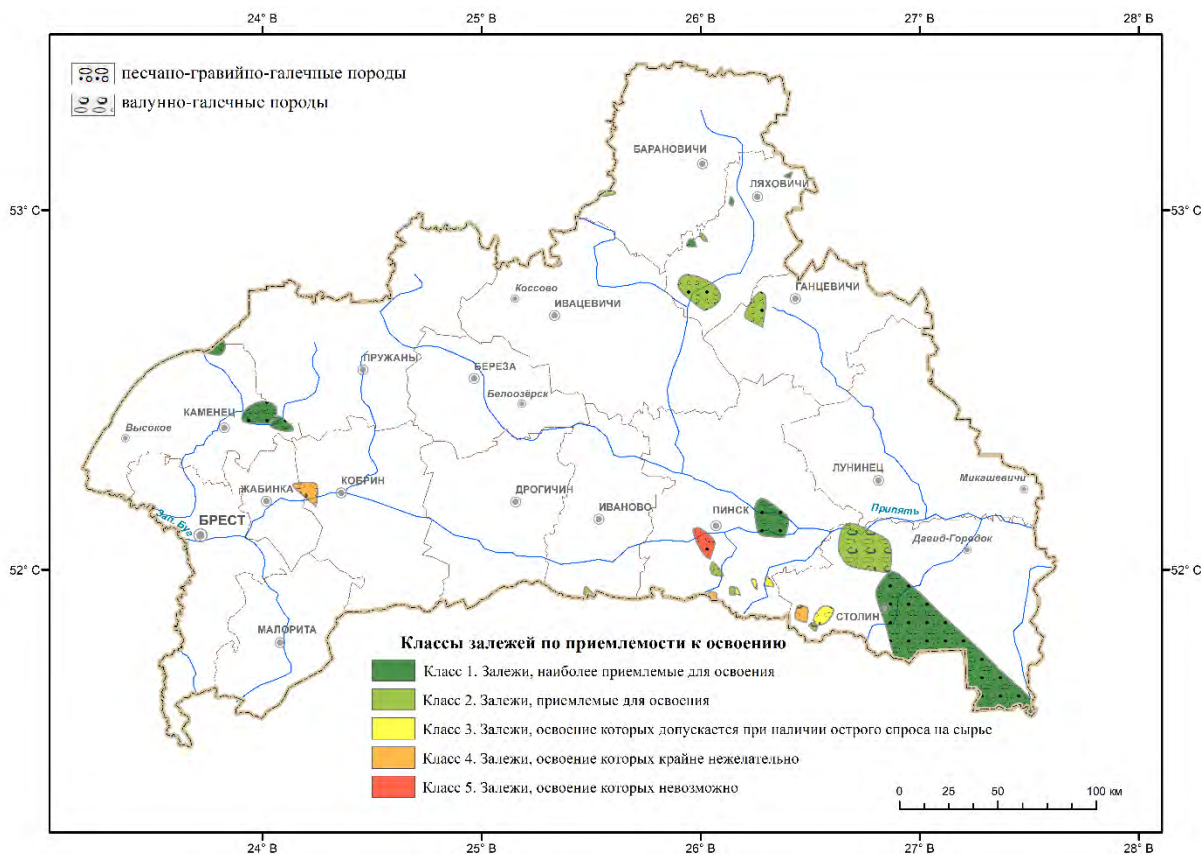 24° В 25° В 26° В 27° В 28° В
песчано-гравийно-галечные породы
валунно-галечные породы
БАРАНОВИЧИ
ЛЯХОВИЧИ
53° С 53° С
Коссово
ГАНЦЕВИЧИ
ИВАЦЕВИЧИ
ПРУЖАНЫ
БЕРЕЗА
Белоозёрск
КАМЕНЕЦ
Высокое
ЛУНИНЕЦ
Микашевичи
ЖАБИНКА
КОБРИН
ДРОГИЧИН
ИВАНОВО
ПИНСК
Припять
Зап. Буг
БРЕСТ
Давид-Городок
52° С 52° С
СТОЛИН
МАЛОРИТА
Классы залежей по приемлемости к освоению
Класс 1. Залежи, наиболее приемлемые для освоения
Класс 2. Залежи, приемлемые для освоения
Класс 3. Залежи, освоение которых допускается при наличии острого спроса на сырье
Класс 4. Залежи, освоение которых крайне нежелательно
Класс 5. Залежи, освоение которых невозможно
0 25 50 100 км
24° В 25° В 26° В 27° В 28° В